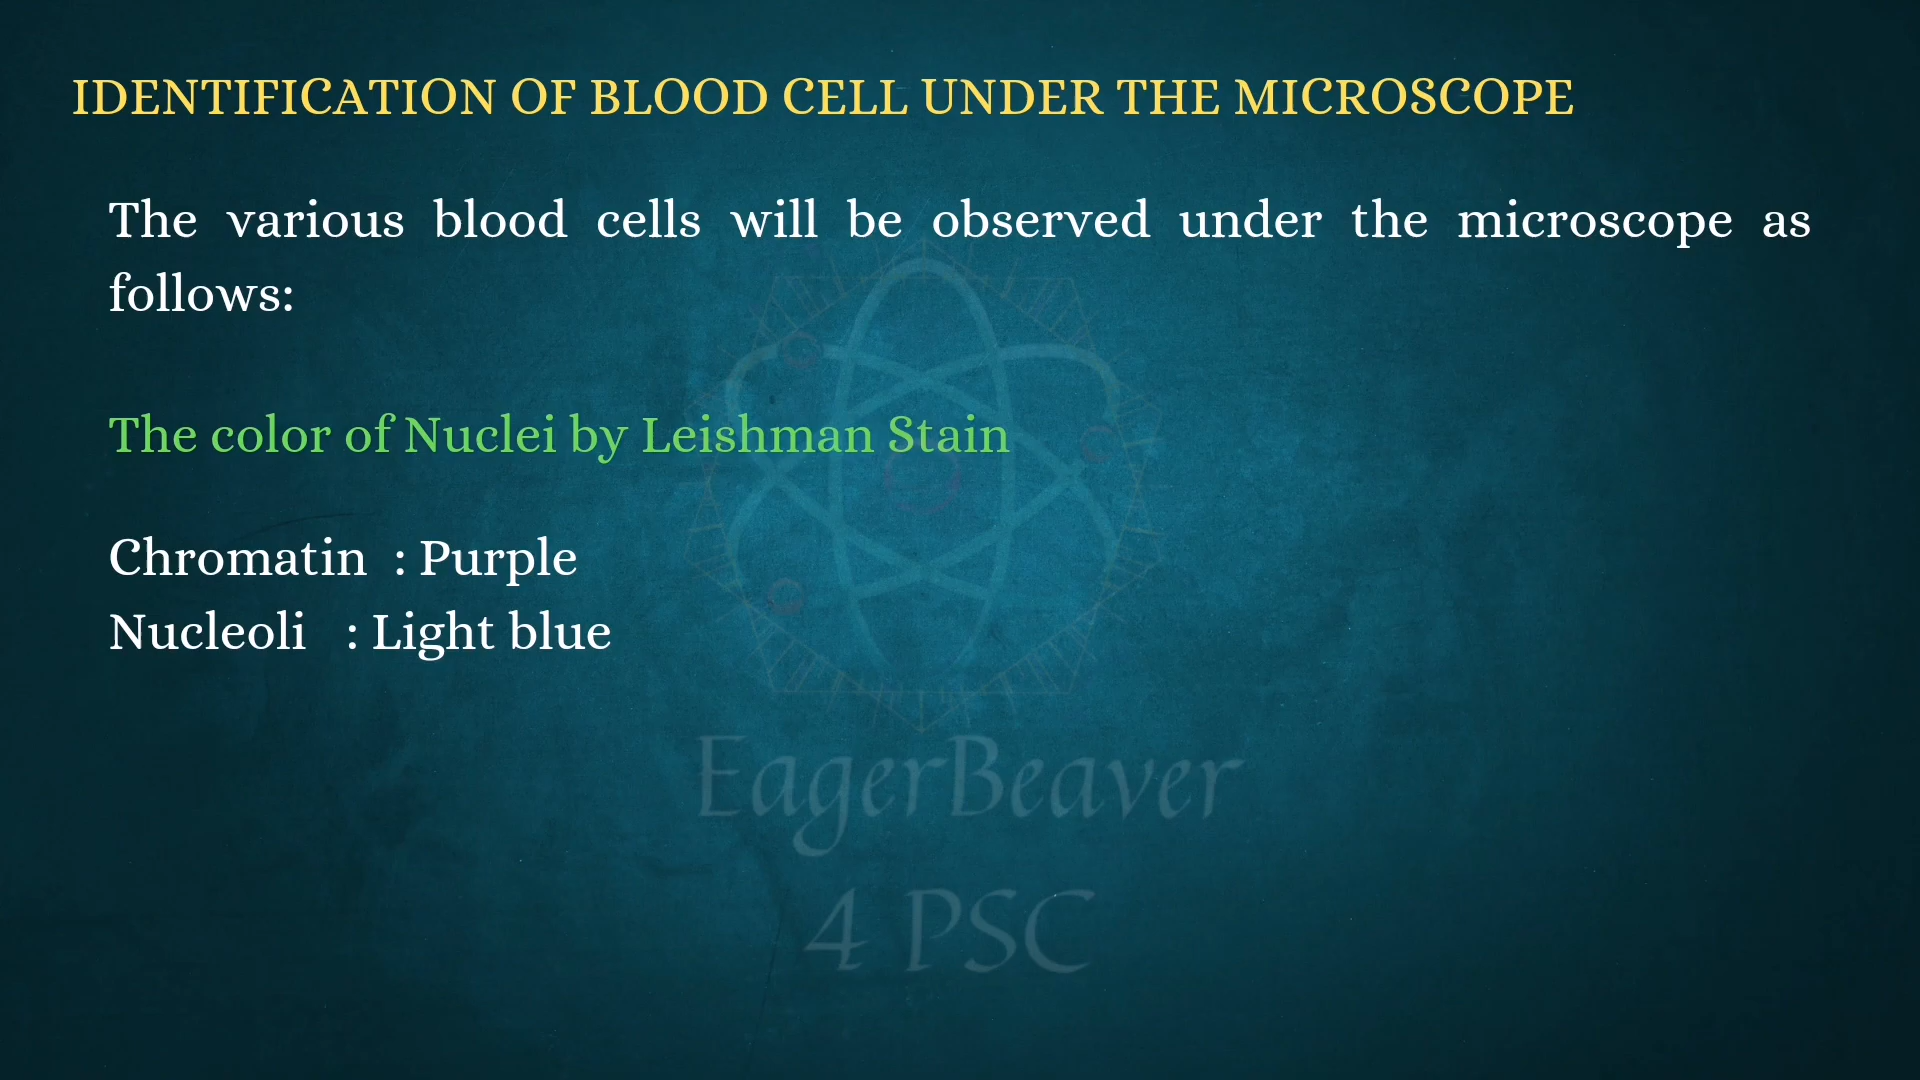 IDENTIFICATION OF BLOOD CELL UNDER THE MICROSCOPE
The various blood cells will be observed under the microscope as
follows:
The color of Nuclei by Leishman Stain
Chromatin : Purple
Nucleoli : Light blue
EagerBeaver
4 PSC